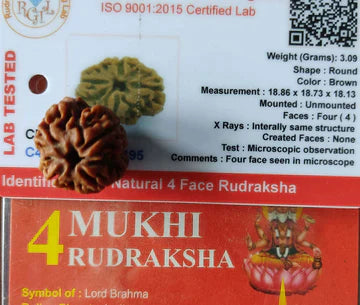 ISO 9001:2015 Certified Lab
RGTL
LAB TESTED
Weight (Grams): 3.09
Shape : Round
Color : Brown
Measurement : 18.86 x 18.73 x 18.13
Mounted : Unmounted
Faces : Four ( 4 )
X Rays : Interally same structure
Created Faces : None
Test : Microscopic observation
Comments : Four face seen in microscope
Natural 4 Face Rudraksha
4 MUKHI
RUDRAKSHA
Symbol of : Lord Brahma